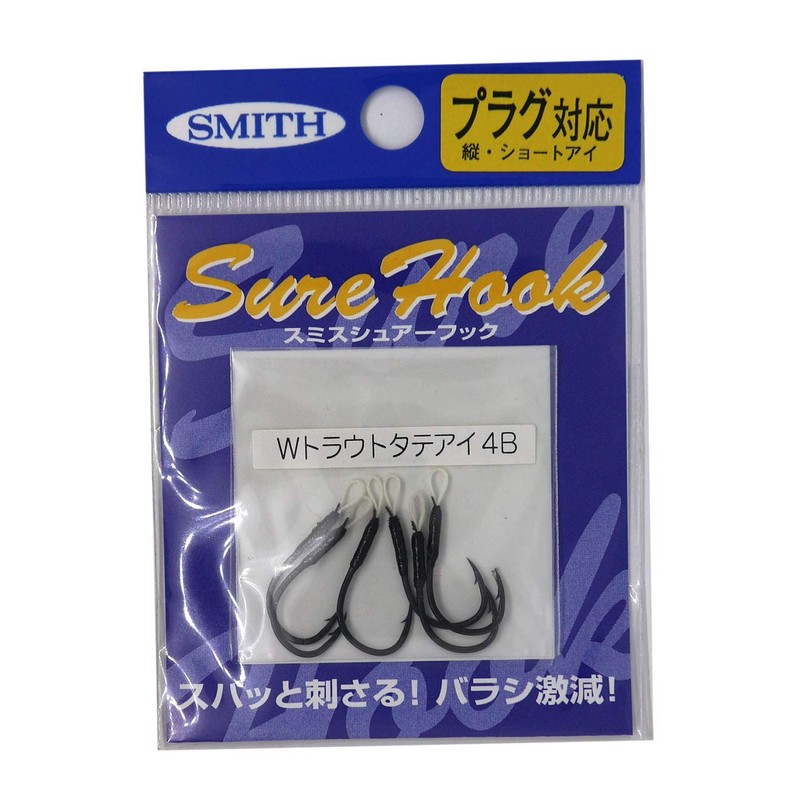 SMITH
プラグ対応
縦・ショートアイ
Sure Hook
スミスシュアーフック
Wトラウトタテアイ4B
スパッと刺さる！バラシ激減！